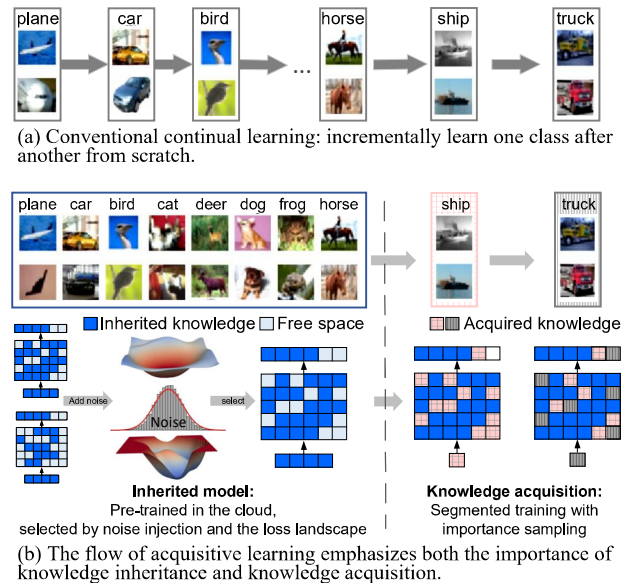 plane car bird horse ship truck
...
(a) Conventional continual learning: incrementally learn one class after
another from scratch.
plane car bird cat deer dog frog horse ship truck
Inherited knowledge Free space Acquired knowledge
Add noise select
Noise
Inherited model: Knowledge acquisition:
Pre-trained in the cloud, Segmented training with
selected by noise injection and the loss landscape importance sampling
(b) The flow of acquisitive learning emphasizes both the importance of
knowledge inheritance and knowledge acquisition.